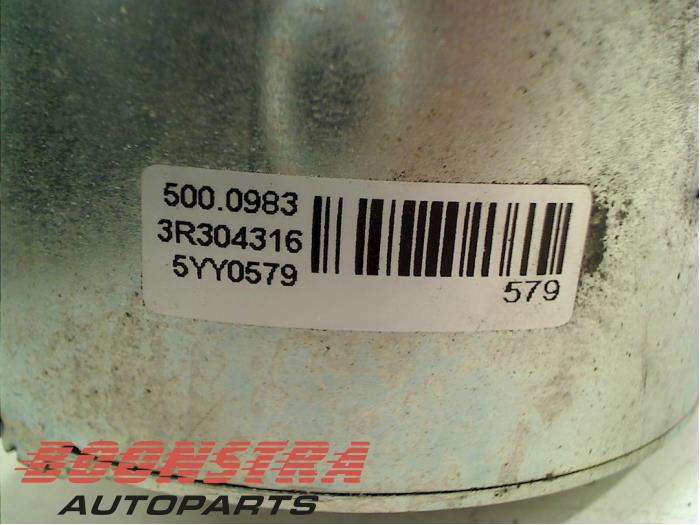 500.0983
3R304316
5YY0579
579
BOONSTRA
AUTOPARTS